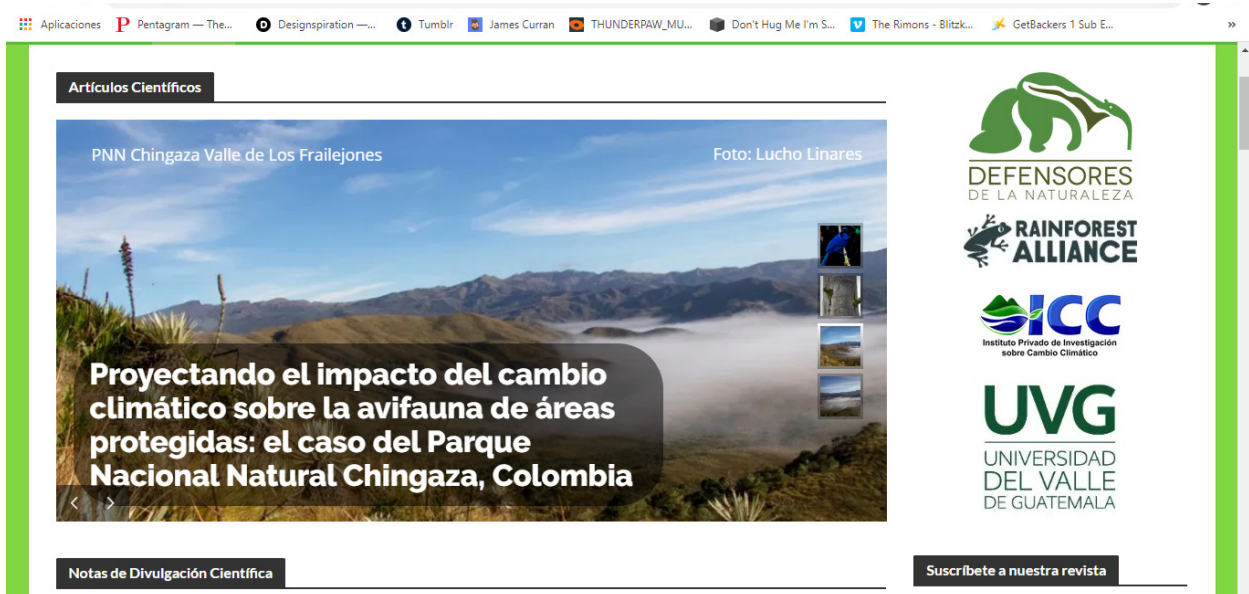 Aplicaciones Pentagram — The... Designspiration —... Tumblr James Curran THUNDERPAW_MU... Don't Hug Me I'm S... The Rimons - Blitzk... GetBackers 1 Sub E... »
Artículos Científicos
PNN Chingaza Valle de Los Frailejones
Foto: Lucho Linares
Proyectando el impacto del cambio
climático sobre la avifauna de áreas
protegidas: el caso del Parque
Nacional Natural Chingaza, Colombia
Notas de Divulgación Científica
DEFENSORES
DE LA NATURALEZA
RAINFOREST
ALLIANCE
ICC
Instituto Privado de Investigación
sobre Cambio Climático
UVG
UNIVERSIDAD
DEL VALLE
DE GUATEMALA
Suscríbete a nuestra revista